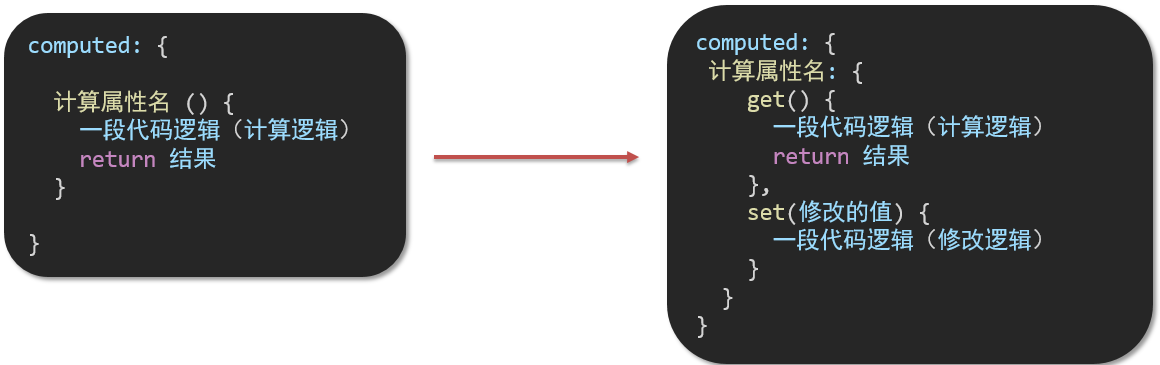 computed: {
计算属性名 () {
一段代码逻辑（计算逻辑）
return 结果
}
}
computed: {
计算属性名: {
get() {
一段代码逻辑（计算逻辑）
return 结果
},
set(修改的值) {
一段代码逻辑（修改逻辑）
}
}
}